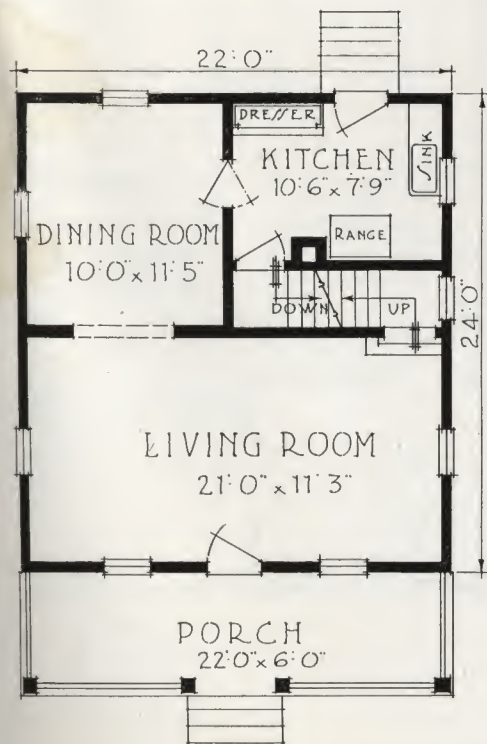 22'·0"
DRESSER
KITCHEN
10'·6" x 7'·9"
SINK
RANGE
DINING ROOM
10'·0" x 11'·5"
DOWN
UP
24'·0"
LIVING ROOM
21'·0" x 11'·3"
PORCH
22'·0" x 6'·0"